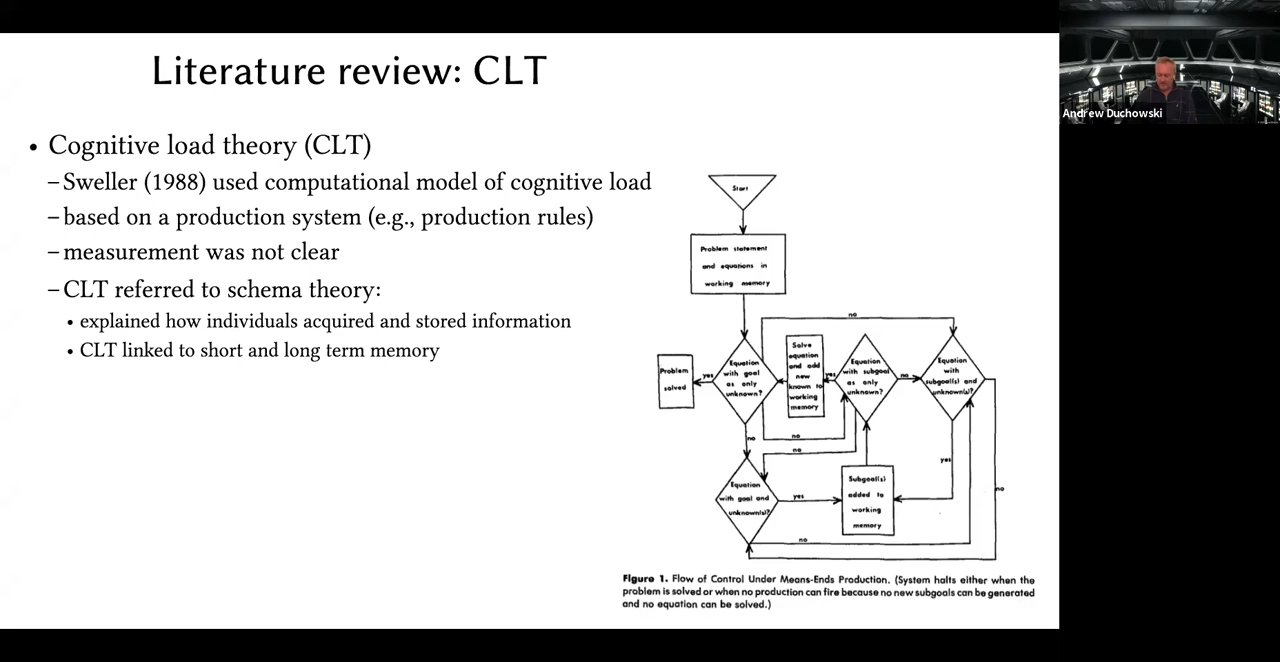 Literature review: CLT
• Cognitive load theory (CLT)
– Sweller (1988) used computational model of cognitive load
– based on a production system (e.g., production rules)
– measurement was not clear
– CLT referred to schema theory:
• explained how individuals acquired and stored information
• CLT linked to short and long term memory
Start
Problem statement
and equations in
working memory
no
Problem
solved
yes
Equation
with goal
as only
unknown?
Solve
equation
and add
new
known to
working
memory
yes
Equation
with subgoal
as only
unknown?
no
Equation
with
subgoal(s) and
unknown(s)?
no
no
no
yes
no
Equation
with goal and
unknown(s)?
yes
Subgoal(s)
added to
working
memory
no
Figure 1. Flow of Control Under Means-Ends Production. (System halts either when the
problem is solved or when no production can fire because no new subgoals can be generated
and no equation can be solved.)
Andrew Duchowski